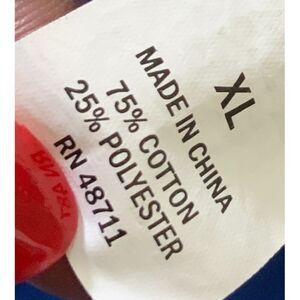 XL
MADE IN CHINA
75% COTTON
25% POLYESTER
RN 48711